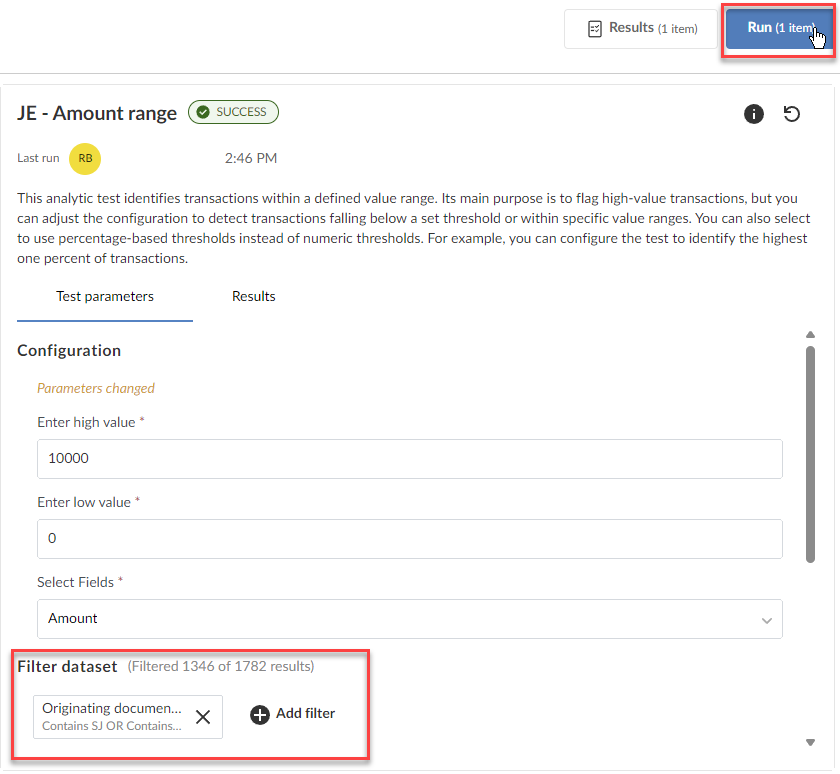 Results (1 item)
Run (1 item)
JE - Amount range
SUCCESS
Last run
RB
2:46 PM
This analytic test identifies transactions within a defined value range. Its main purpose is to flag high-value transactions, but you
can adjust the configuration to detect transactions falling below a set threshold or within specific value ranges. You can also select
to use percentage-based thresholds instead of numeric thresholds. For example, you can configure the test to identify the highest
one percent of transactions.
Test parameters
Results
Configuration
Parameters changed
Enter high value *
10000
Enter low value *
0
Select Fields *
Amount
Filter dataset (Filtered 1346 of 1782 results)
Originating documen...
Contains SJ OR Contains...
Add filter